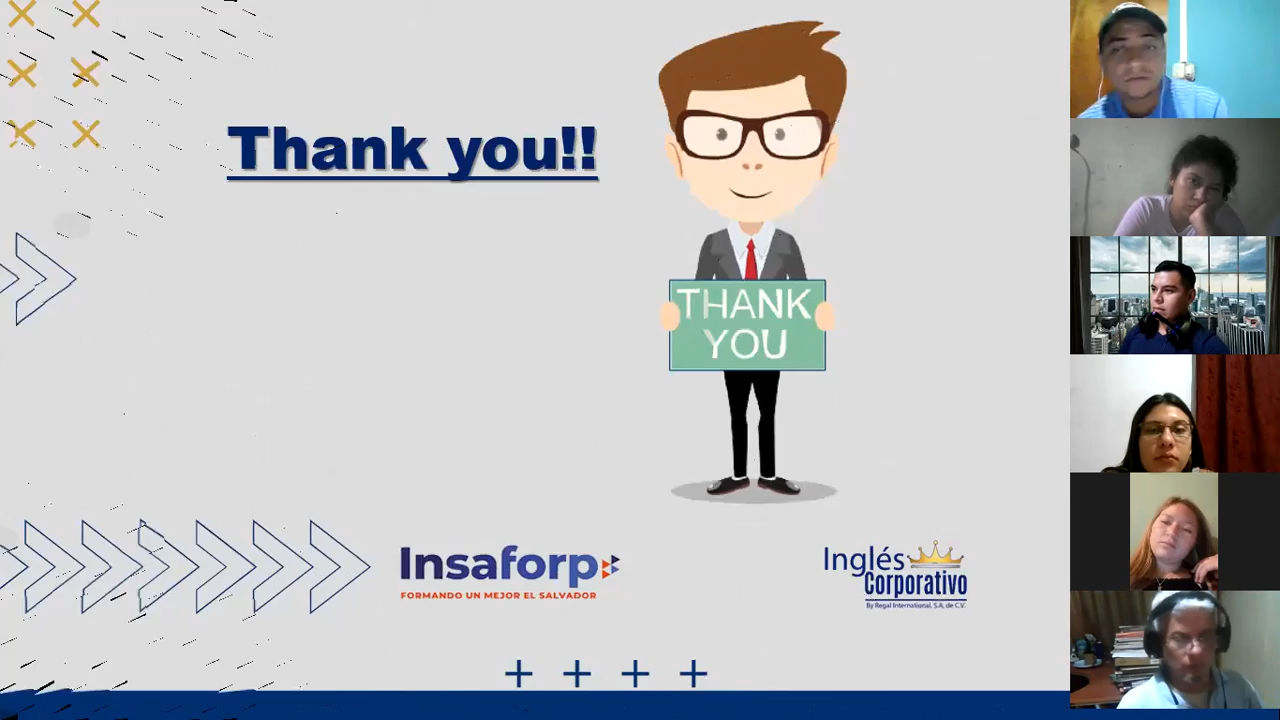 Thank you!!
THANK
YOU
Insaforp
FORMANDO UN MEJOR EL SALVADOR
Inglés
Corporativo
By Regal International, S.A. de C.V.